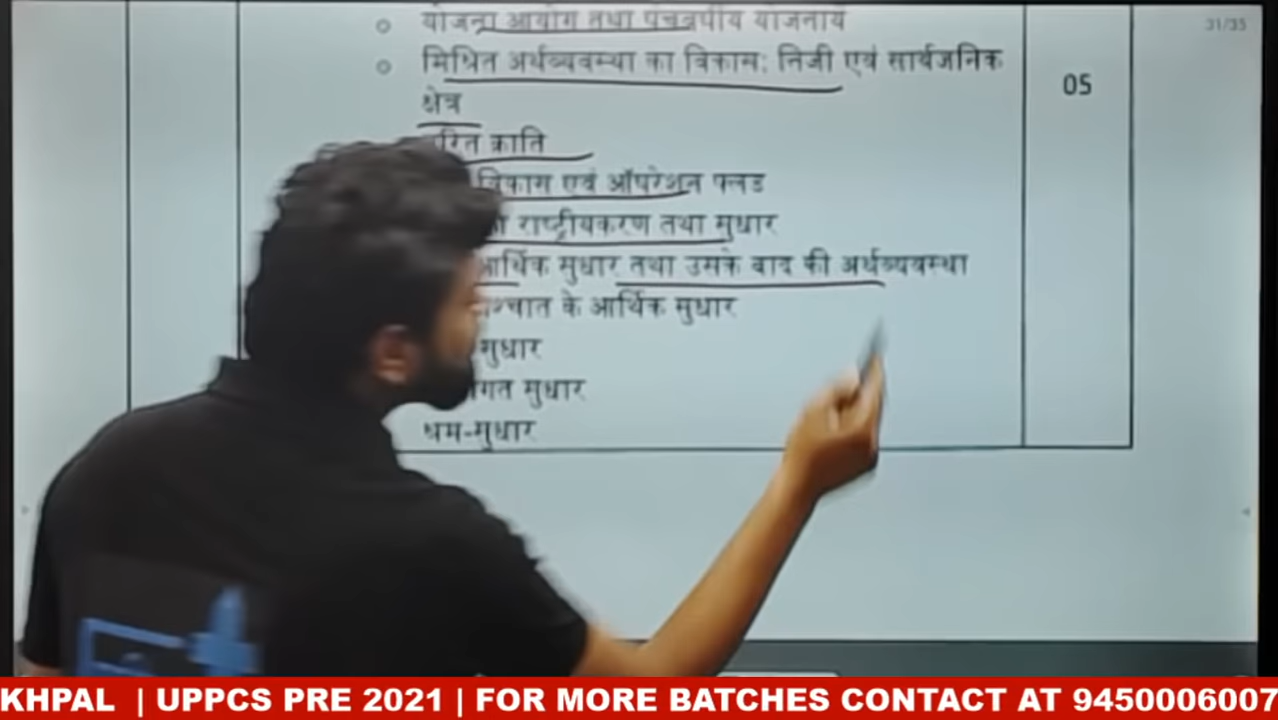 योजना आयोग तथा पंचवर्षीय योजनायें
31/35
मिश्रित अर्थव्यवस्था का विकास: निजी एवं सार्वजनिक
05
क्षेत्र
रित क्रांति
विकास एवं ऑपरेशन फ्लड
राष्ट्रीयकरण तथा सुधार
आर्थिक सुधार तथा उसके बाद की अर्थव्यवस्था
श्चात के आर्थिक सुधार
सुधार
गत सुधार
श्रम-सुधार
KHPAL | UPPCS PRE 2021 | FOR MORE BATCHES CONTACT AT 9450006007